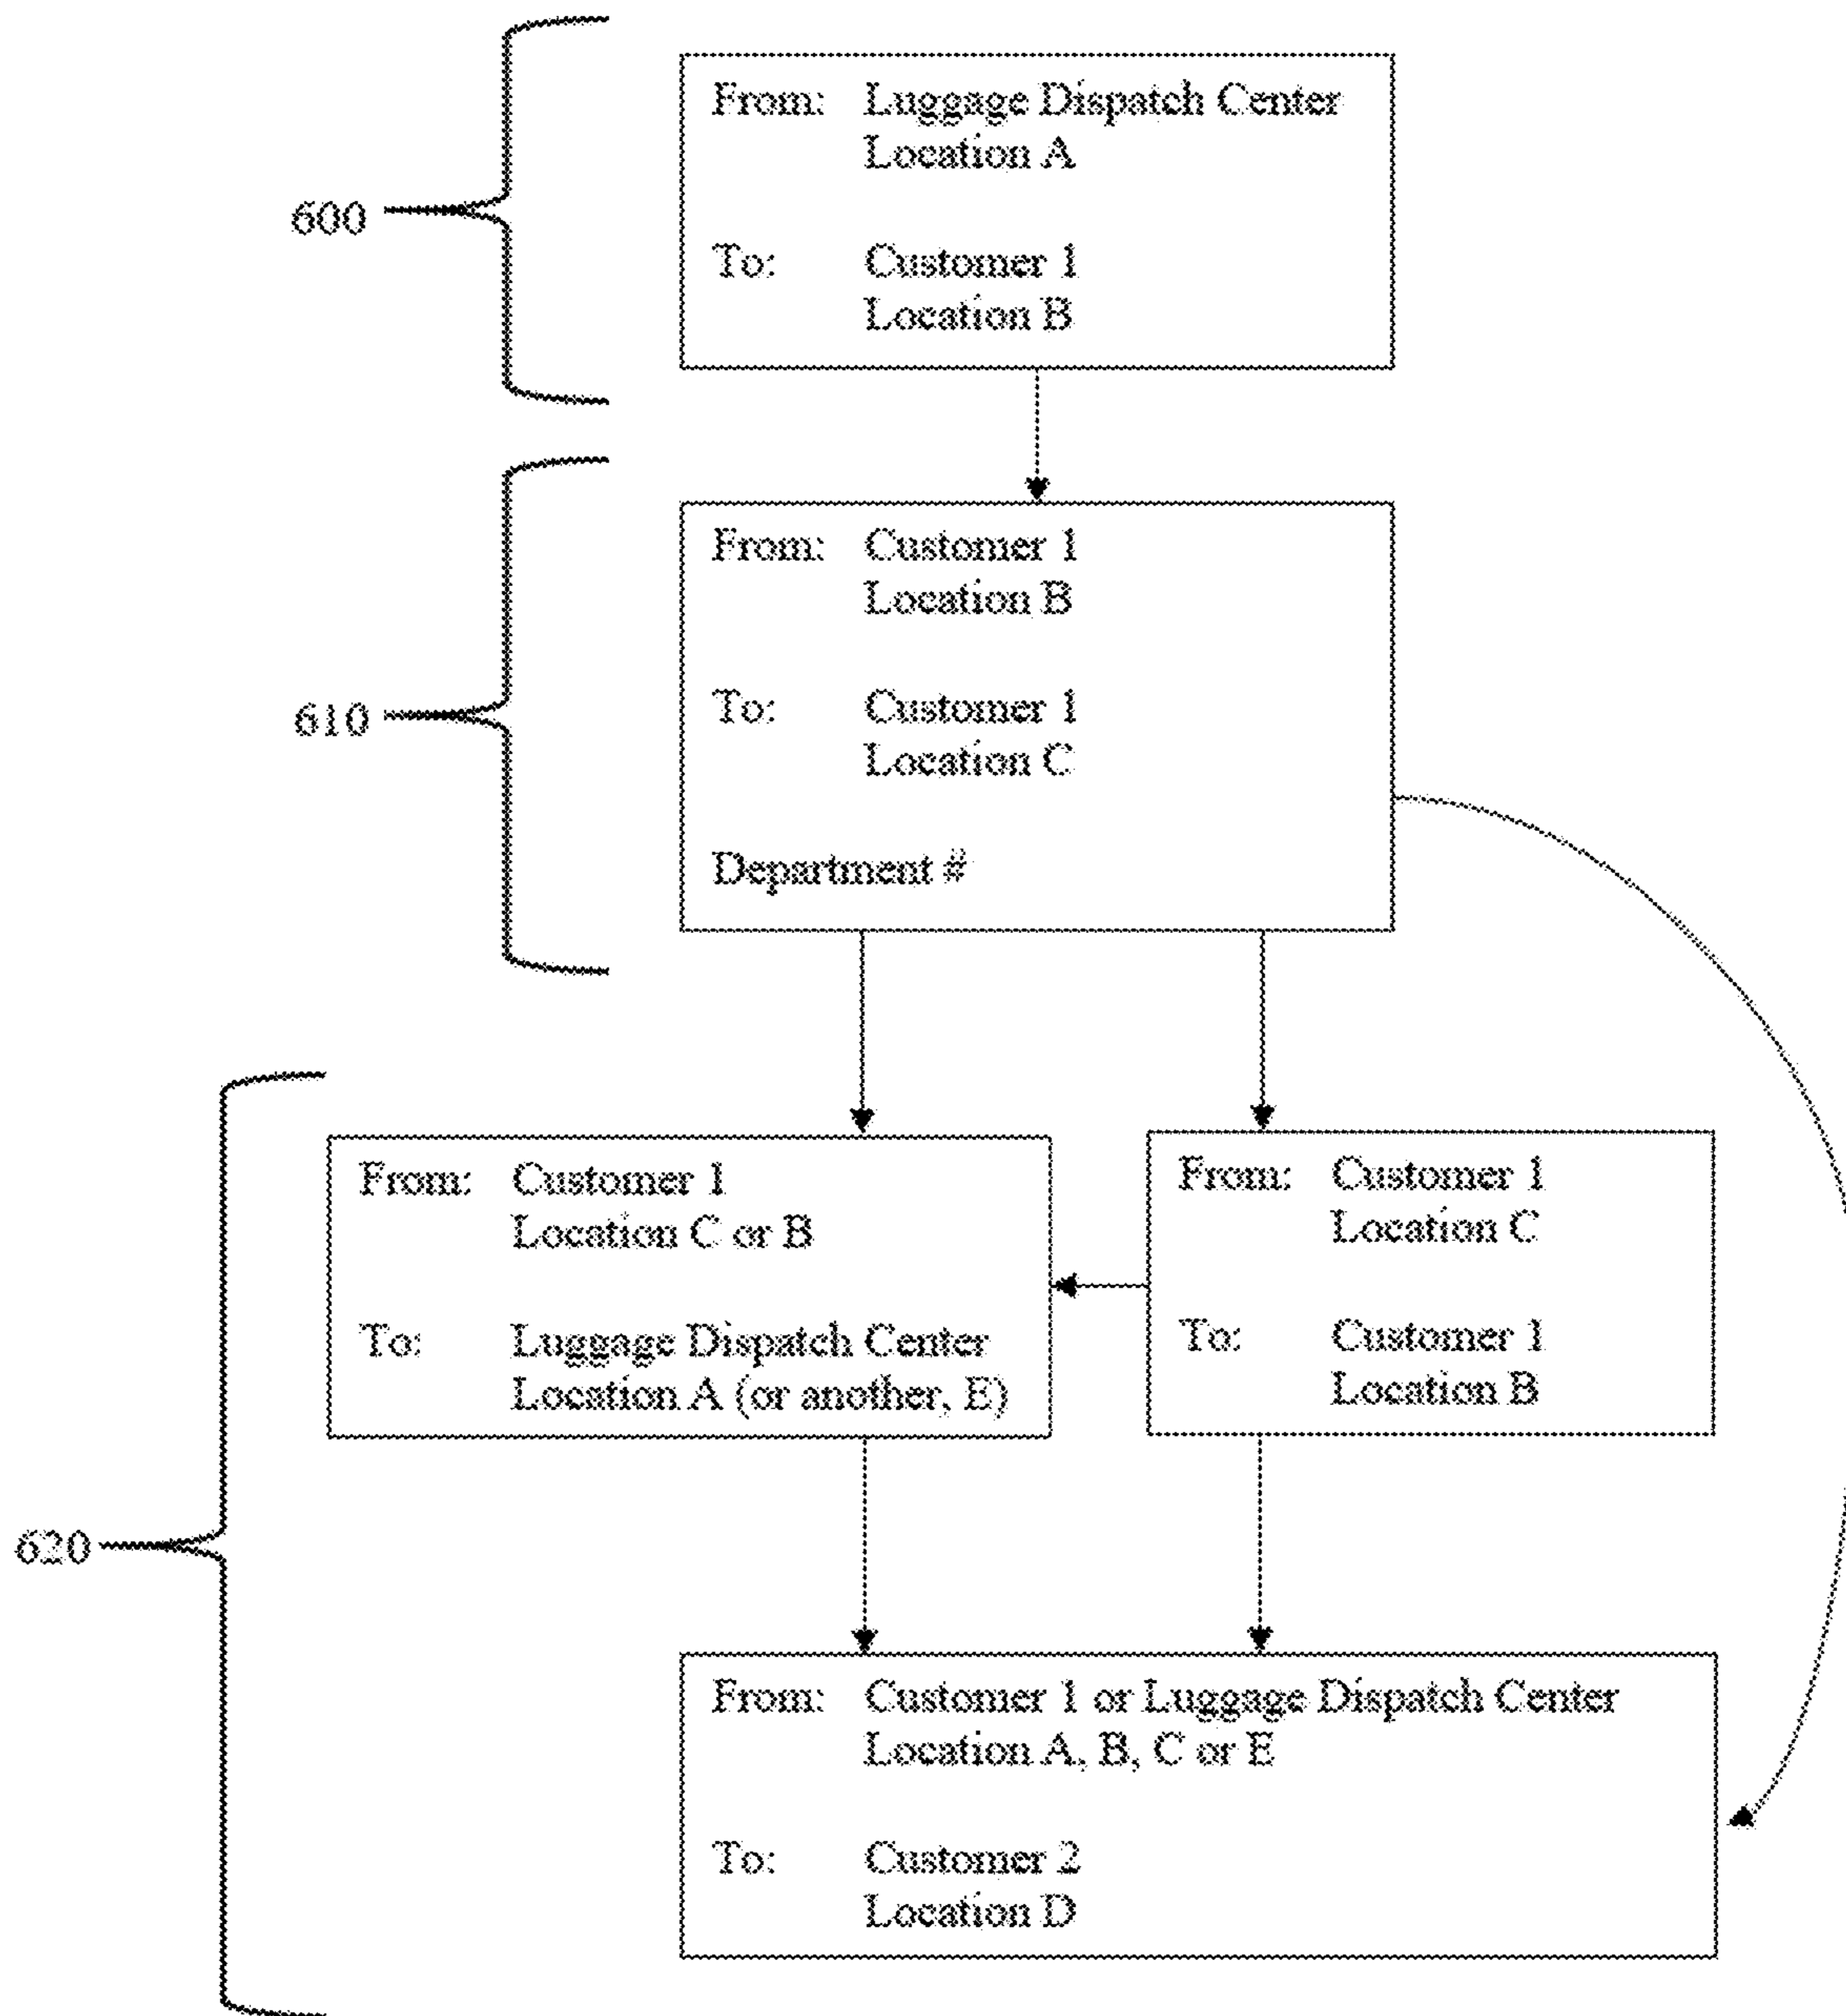 600
From: Luggage Dispatch Center
Location A
To: Customer 1
Location B
610
From: Customer 1
Location B
To: Customer 1
Location C
Department #
620
From: Customer 1
Location C or B
To: Luggage Dispatch Center
Location A (or another, E)
From: Customer 1
Location C
To: Customer 1
Location B
From: Customer 1 or Luggage Dispatch Center
Location A, B, C or E
To: Customer 2
Location D